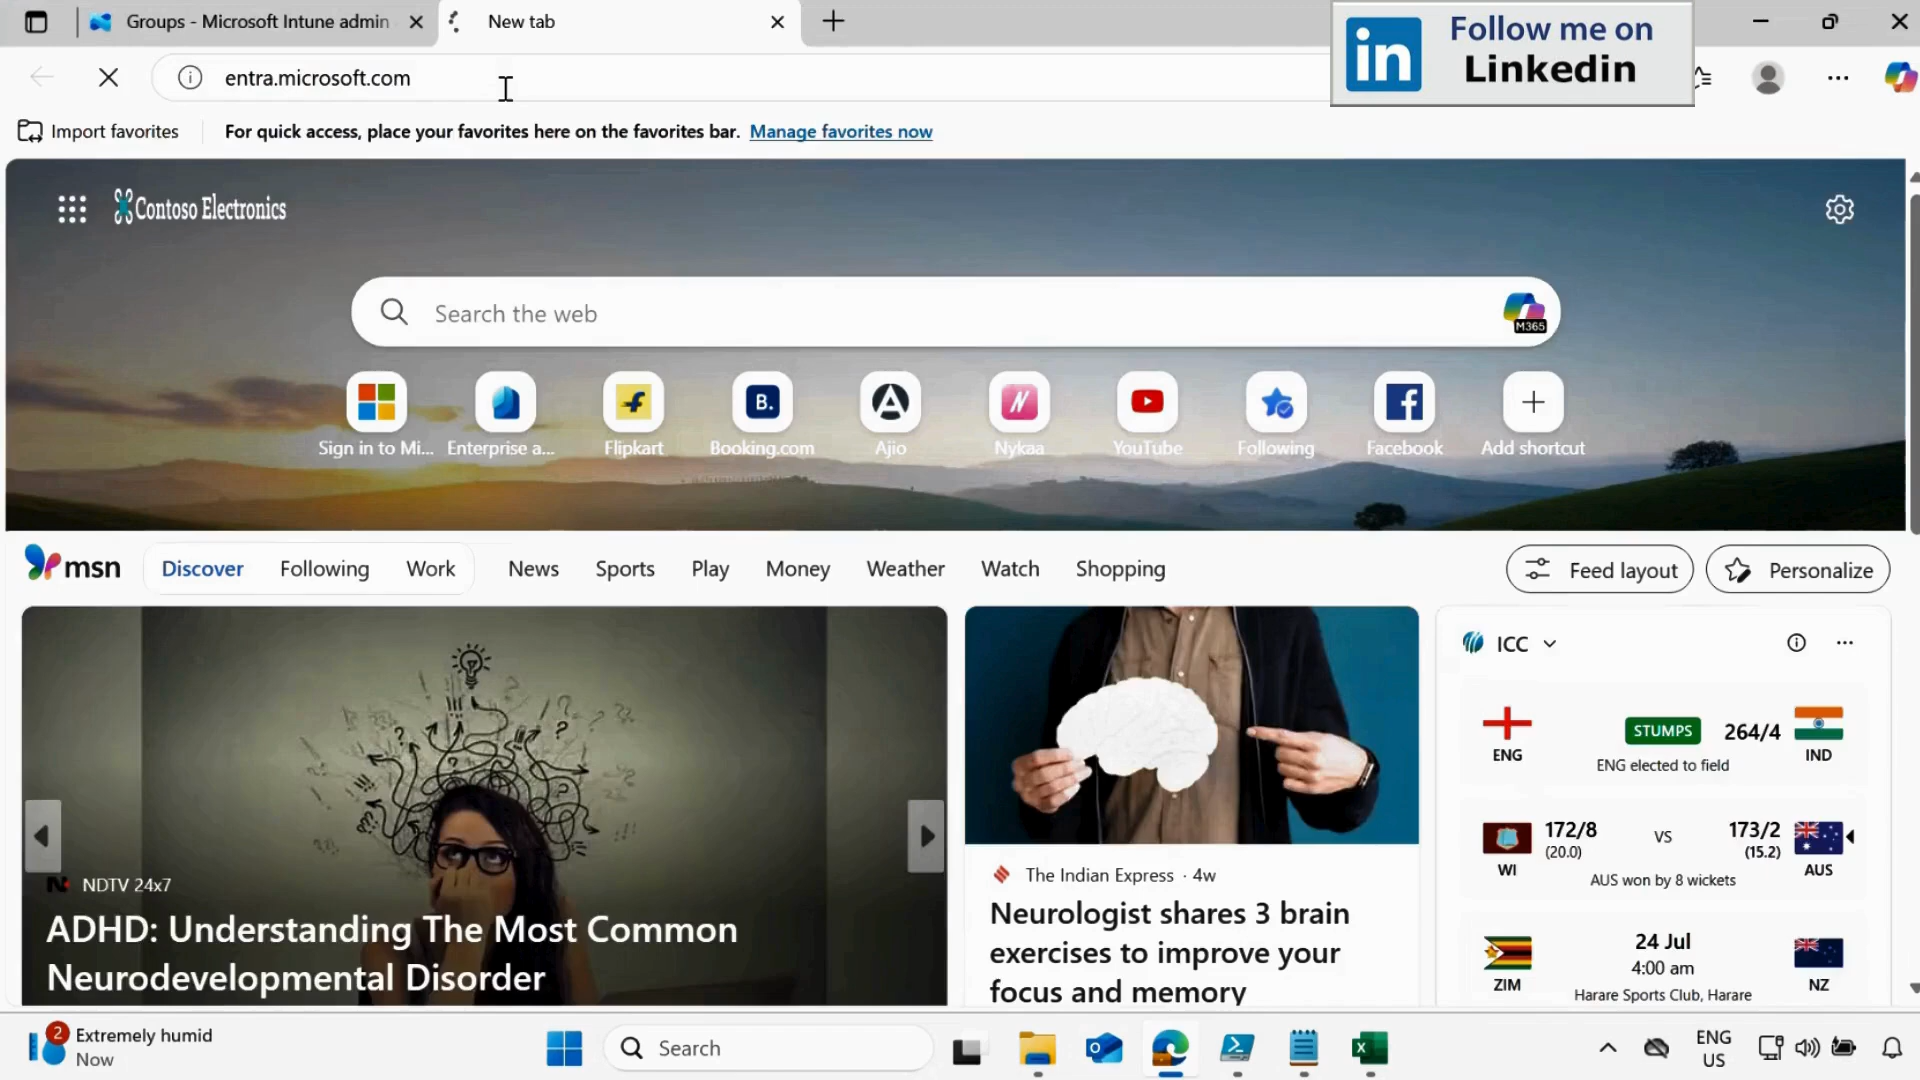 Groups - Microsoft Intune admin
New tab
Follow me on
Linkedin
in
entra.microsoft.com
Import favorites
For quick access, place your favorites here on the favorites bar. Manage favorites now
Contoso Electronics
Search the web
M365
B.
Sign in to Mi...
Enterprise a...
Flipkart
Booking.com
Ajio
Nykaa
YouTube
Following
Facebook
Add shortcut
msn
Discover
Following
Work
News
Sports
Play
Money
Weather
Watch
Shopping
Feed layout
Personalize
ICC
ENG
STUMPS
264/4
IND
ENG elected to field
172/8
(20.0)
WI
VS
173/2
(15.2)
AUS
AUS won by 8 wickets
ZIM
24 Jul
4:00 am
NZ
Harare Sports Club, Harare
NDTV 24x7
ADHD: Understanding The Most Common
Neurodevelopmental Disorder
The Indian Express · 4w
Neurologist shares 3 brain
exercises to improve your
focus and memory
2
Extremely humid
Now
Search
ENG
US